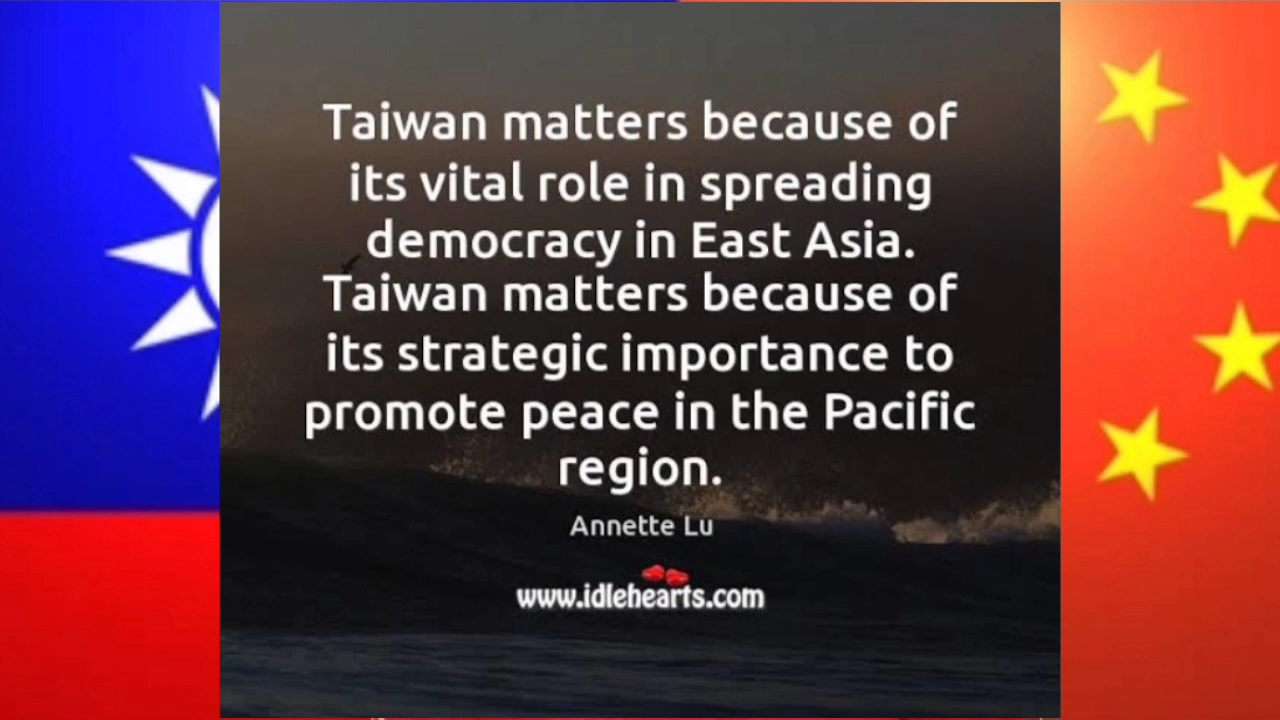 Taiwan matters because of
its vital role in spreading
democracy in East Asia.
Taiwan matters because of
its strategic importance to
promote peace in the Pacific
region.
Annette Lu
www.idlehearts.com